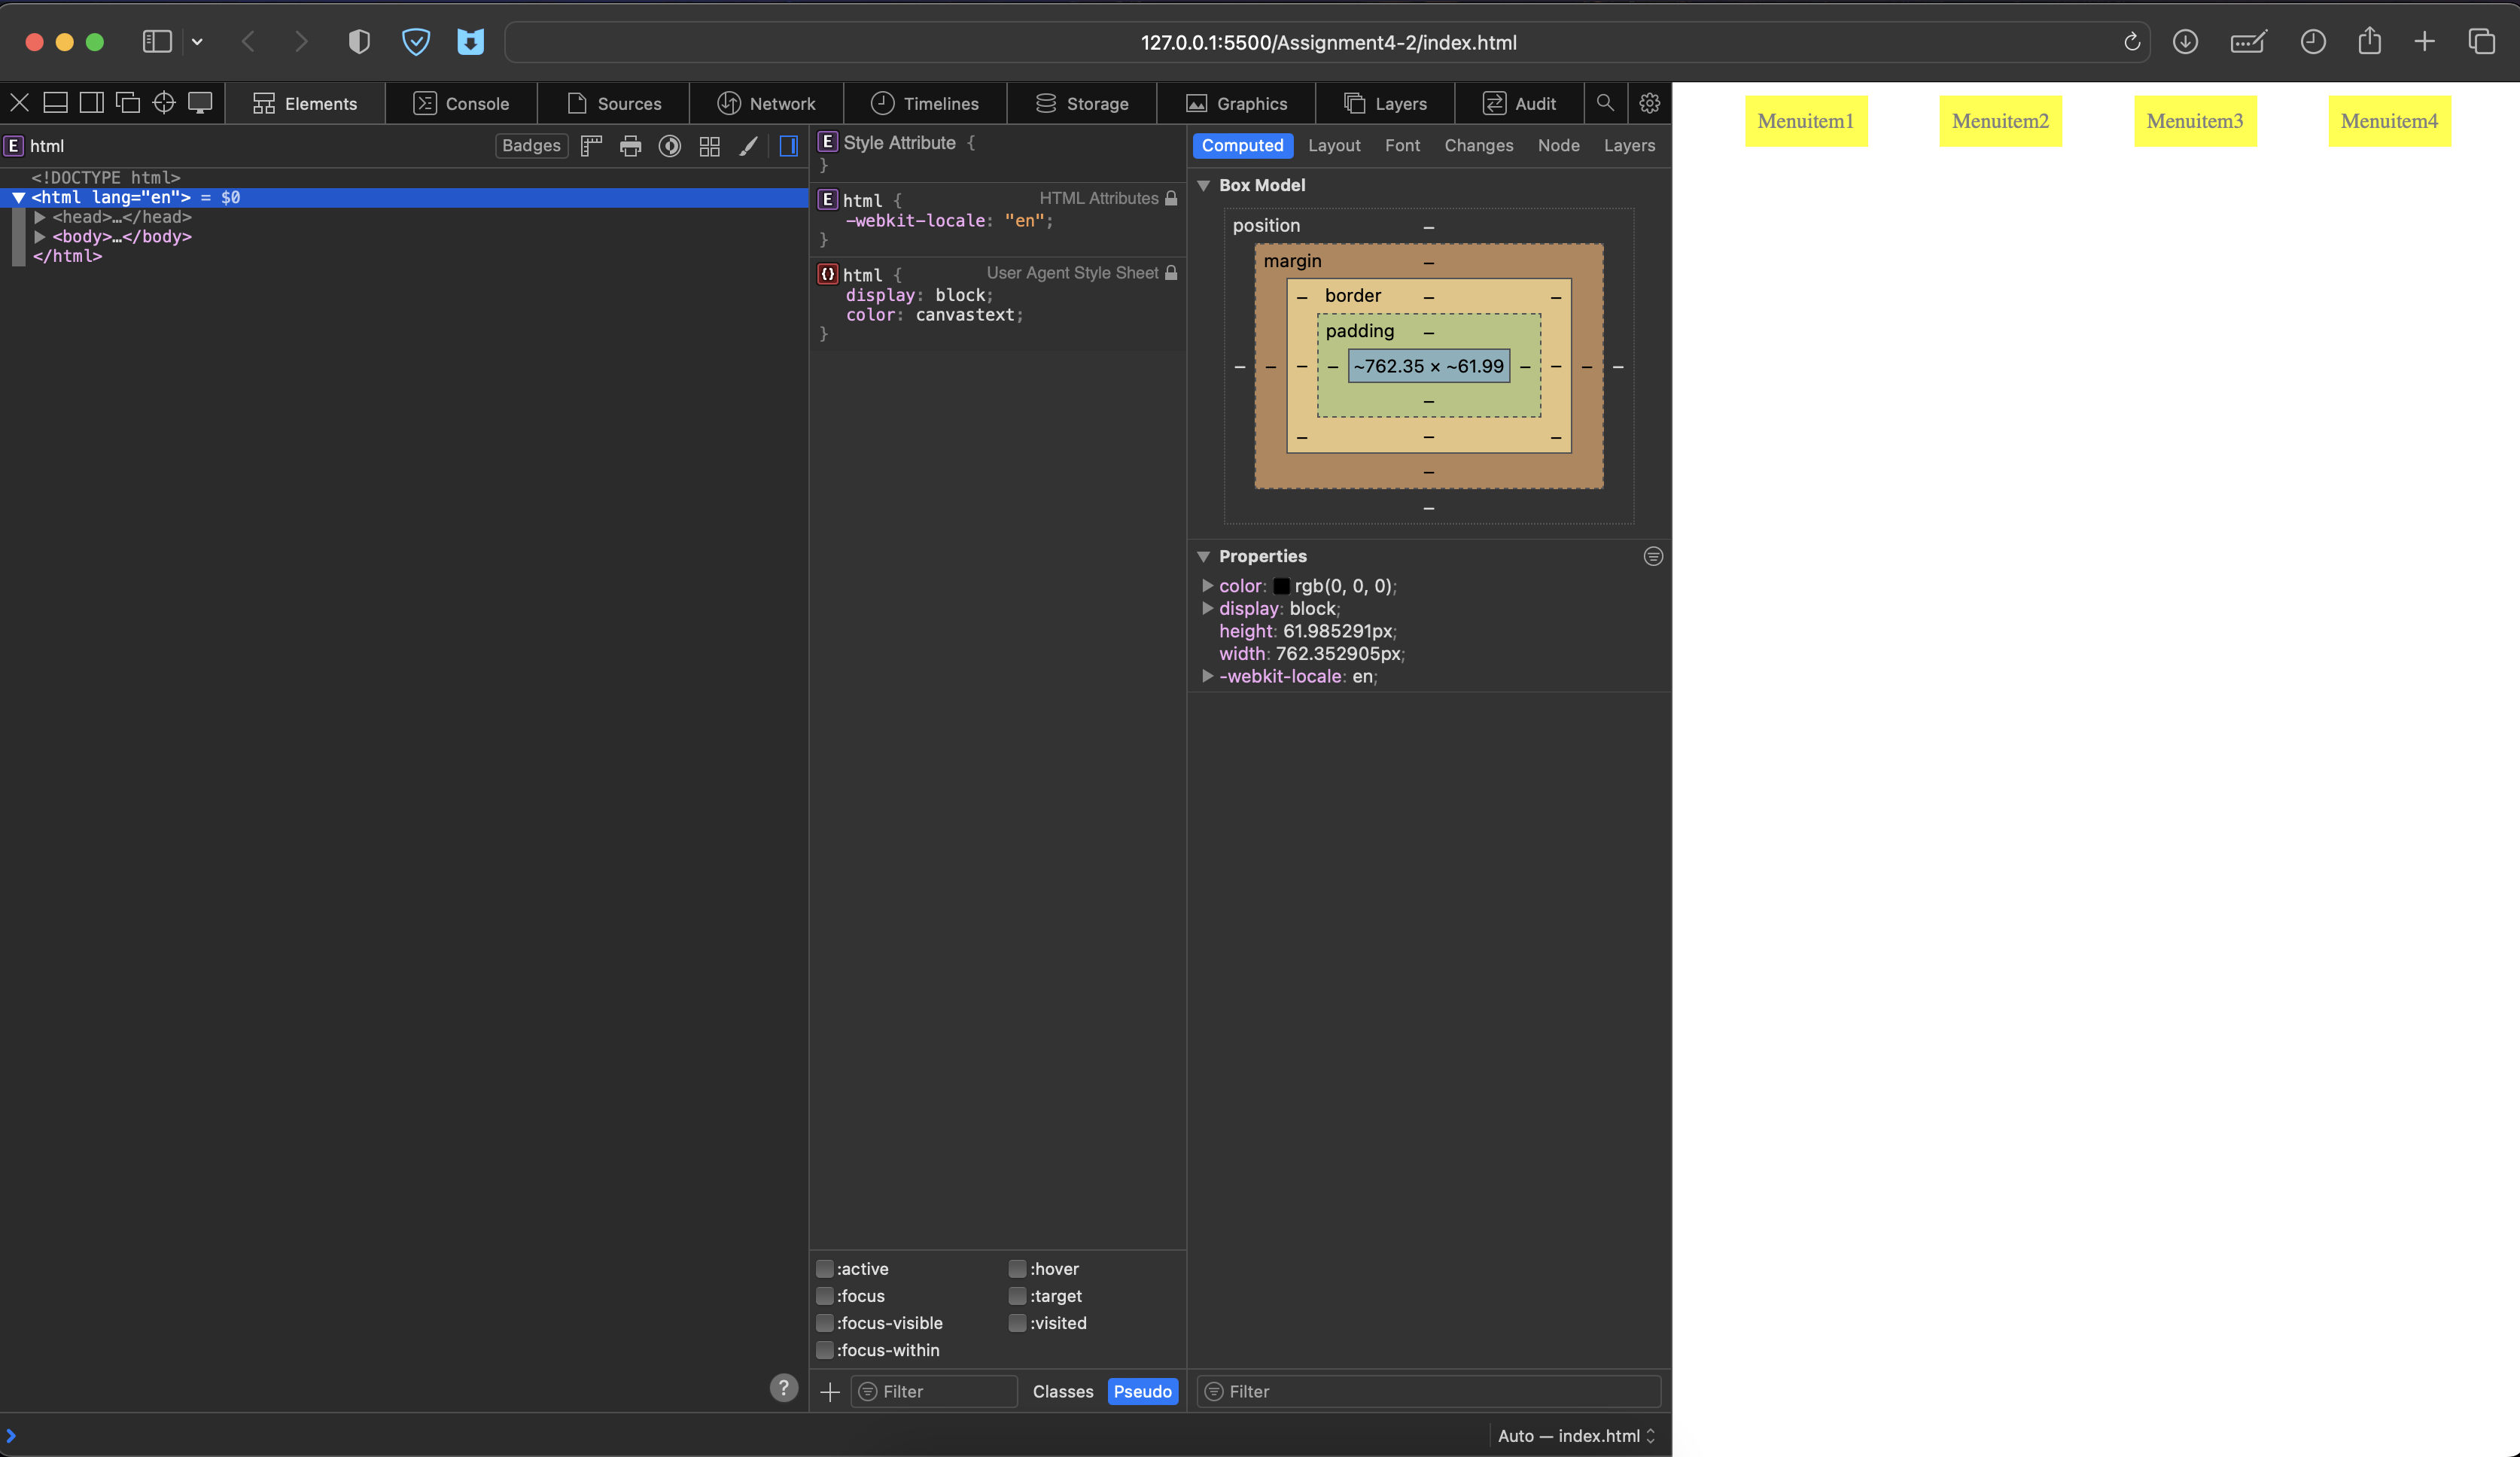 127.0.0.1:5500/Assignment4-2/index.html
Elements
Console
Sources
Network
Timelines
Storage
Graphics
Layers
Audit
E html
Badges
<!DOCTYPE html>
<html lang="en"> = $0
<head>…</head>
<body>…</body>
</html>
?
E Style Attribute {
}
E html {
HTML Attributes
-webkit-locale: "en";
}
{} html {
User Agent Style Sheet
display: block;
color: canvastext;
}
:active
:hover
:focus
:target
:focus-visible
:visited
:focus-within
Filter
Classes
Pseudo
Computed
Layout
Font
Changes
Node
Layers
Box Model
position
–
margin
–
– border – –
padding –
– – – – ~762.35 × ~61.99 – – – –
–
– – –
–
–
Properties
color: rgb(0, 0, 0);
display: block;
height: 61.985291px;
width: 762.352905px;
-webkit-locale: en;
Filter
Auto — index.html
Menuitem1
Menuitem2
Menuitem3
Menuitem4